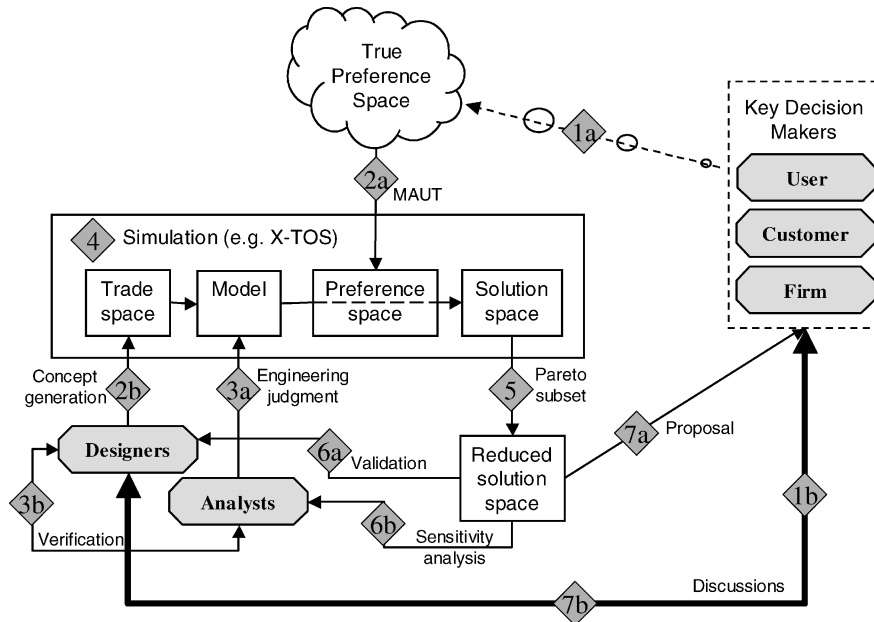 True
Preference
Space
1a
Key Decision
Makers
User
Customer
Firm
2a
MAUT
4
Simulation (e.g. X-TOS)
Trade
space
Model
Preference
space
Solution
space
Concept
generation
2b
3a
Engineering
judgment
5
Pareto
subset
Designers
6a
Validation
Reduced
solution
space
7a
Proposal
Analysts
3b
Verification
6b
Sensitivity
analysis
1b
Discussions
7b